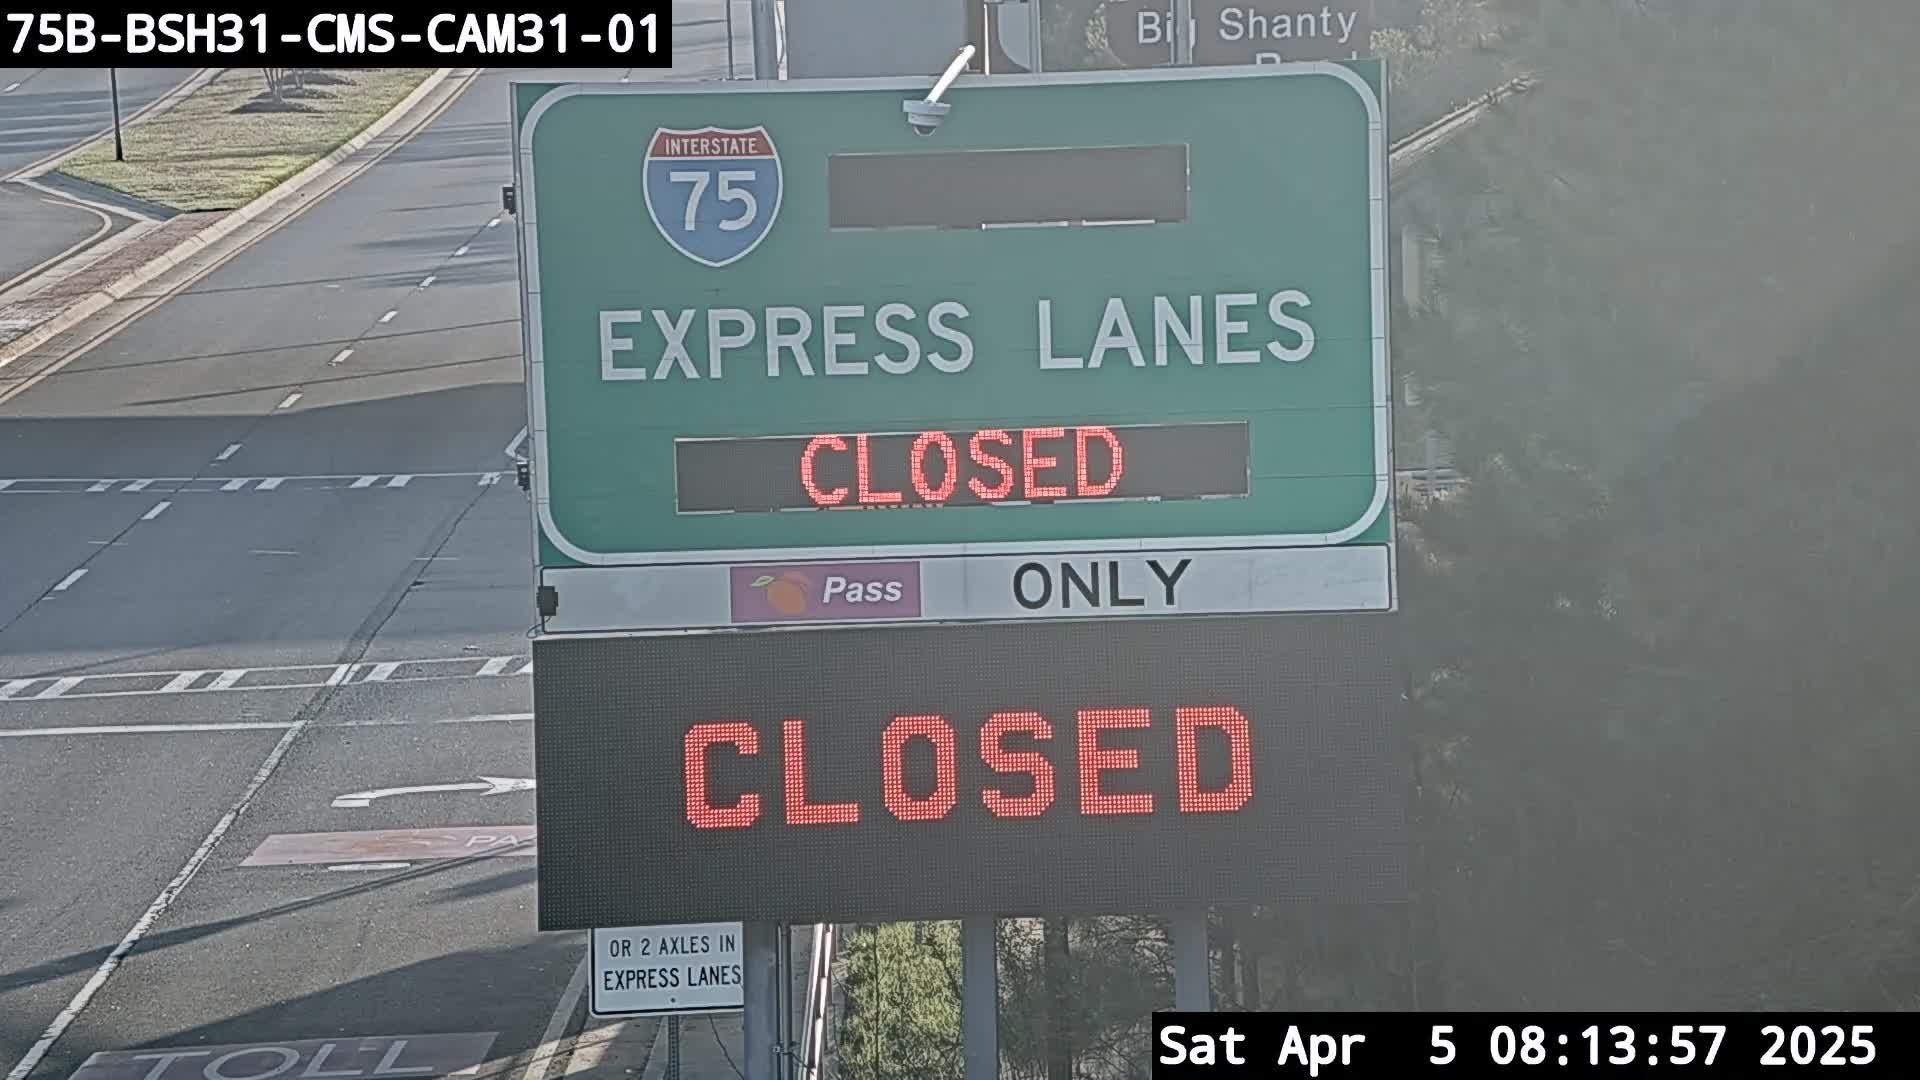 75B-BSH31-CMS-CAM31-01
Big Shanty
INTERSTATE
75
EXPRESS LANES
CLOSED
Pass ONLY
CLOSED
OR 2 AXLES IN
EXPRESS LANES
TOLL
Sat Apr 5 08:13:57 2025